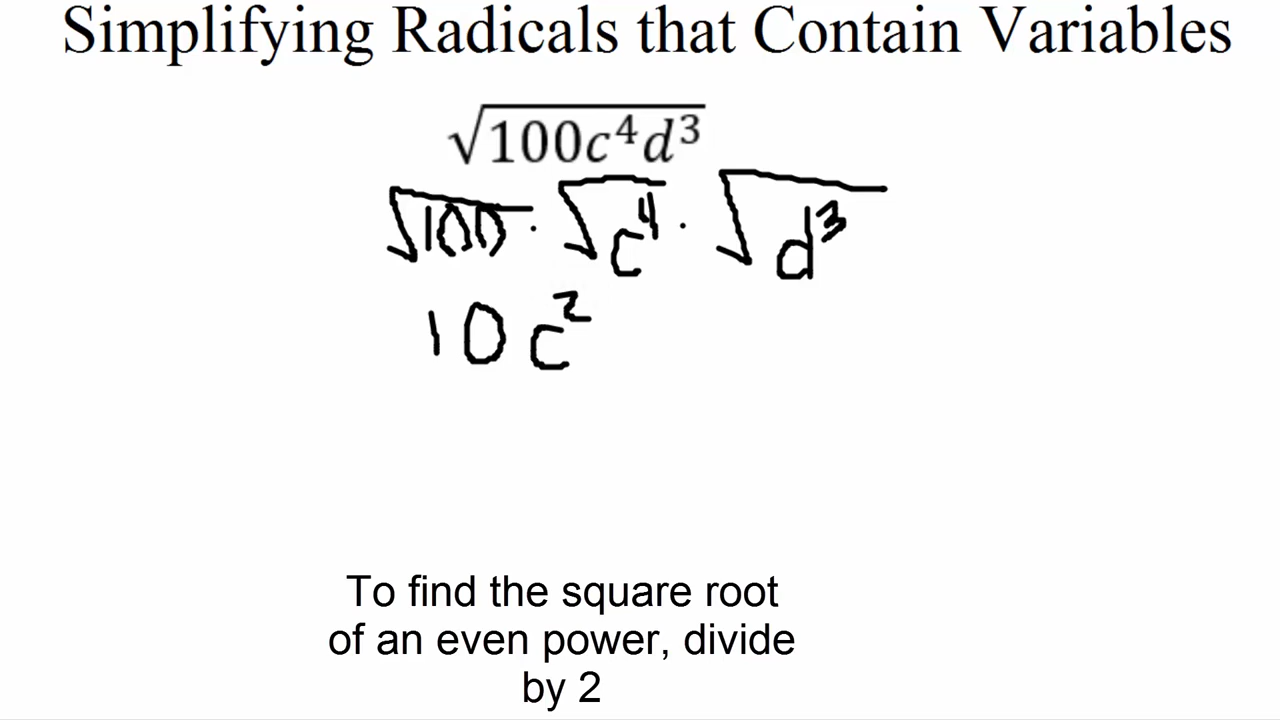 Simplifying Radicals that Contain Variables
√100c⁴d³
√100 · √c⁴ · √d³
10c²
To find the square root
of an even power, divide
by 2